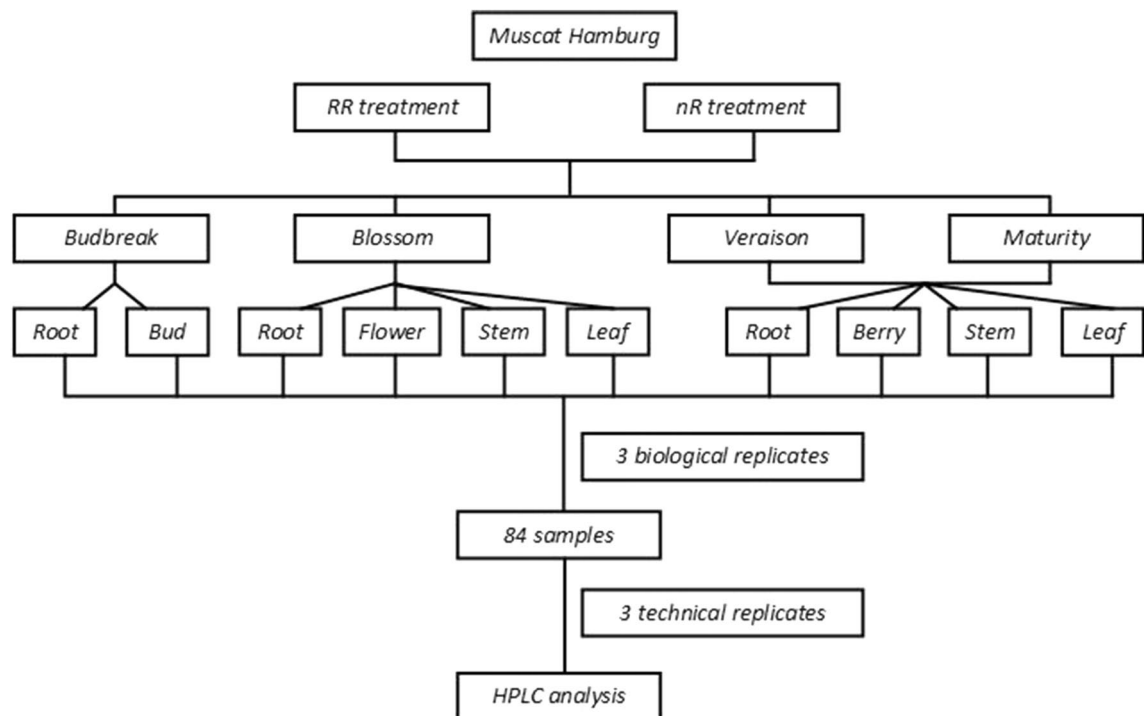 Muscat Hamburg
RR treatment
nR treatment
Budbreak
Blossom
Veraison
Maturity
Root
Bud
Root
Flower
Stem
Leaf
Root
Berry
Stem
Leaf
3 biological replicates
84 samples
3 technical replicates
HPLC analysis